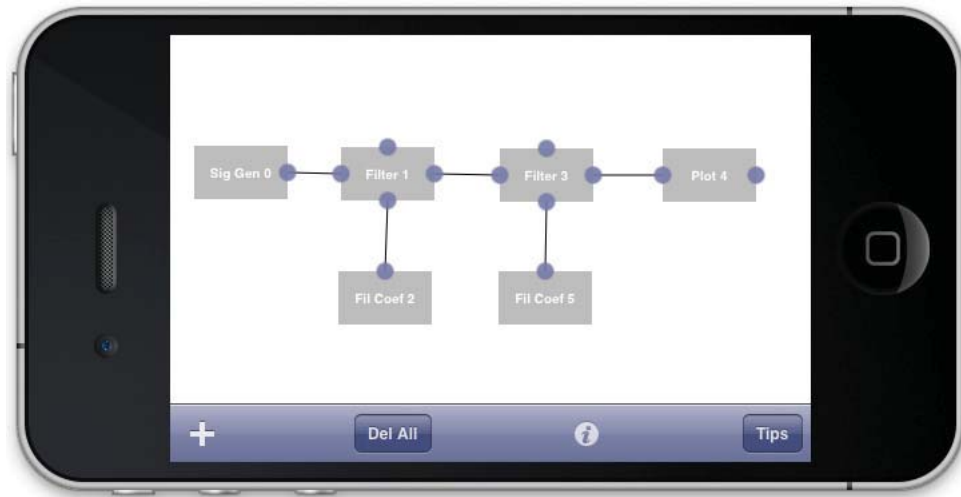 Sig Gen 0
Filter 1
Filter 3
Plot 4
Fil Coef 2
Fil Coef 5
Del All
i
Tips